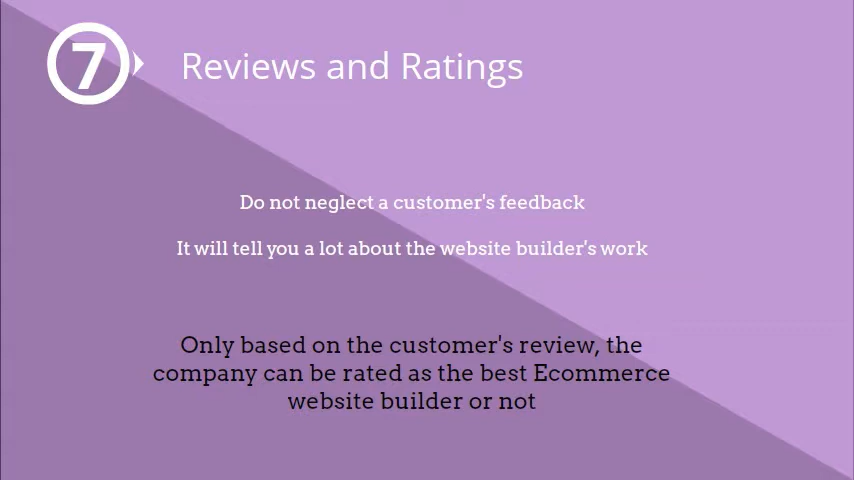 7
Reviews and Ratings
Do not neglect a customer's feedback
It will tell you a lot about the website builder's work
Only based on the customer's review, the
company can be rated as the best Ecommerce
website builder or not